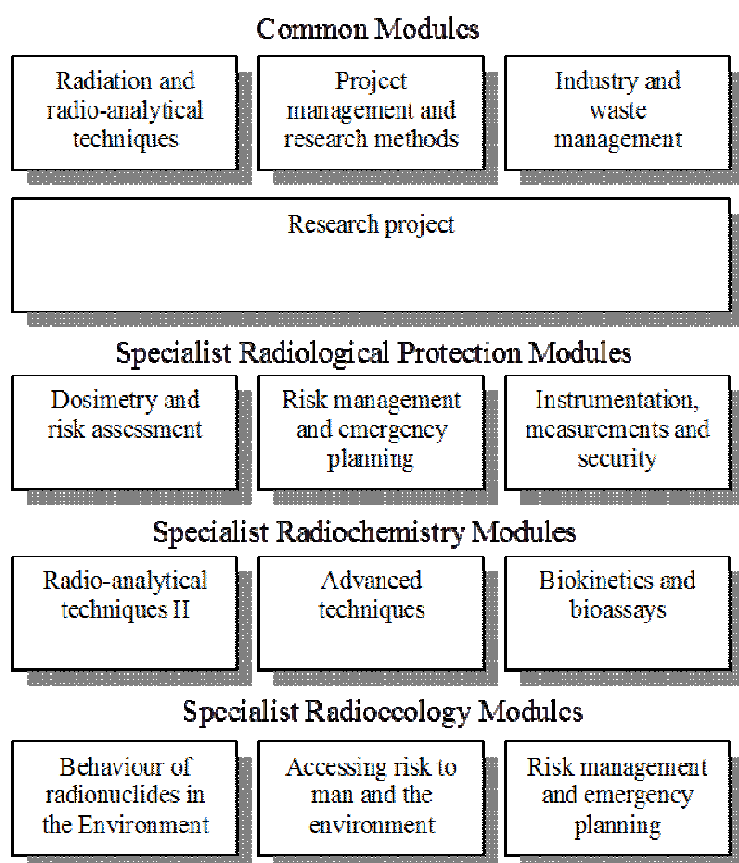 Common Modules
Radiation and
radio-analytical
techniques
Project
management and
research methods
Industry and
waste
management
Research project
Specialist Radiological Protection Modules
Dosimetry and
risk assessment
Risk management
and emergency
planning
Instrumentation,
measurements and
security
Specialist Radiochemistry Modules
Radio-analytical
techniques II
Advanced
techniques
Biokinetics and
bioassays
Specialist Radioecology Modules
Behaviour of
radionuclides in
the Environment
Accessing risk to
man and the
environment
Risk management
and emergency
planning